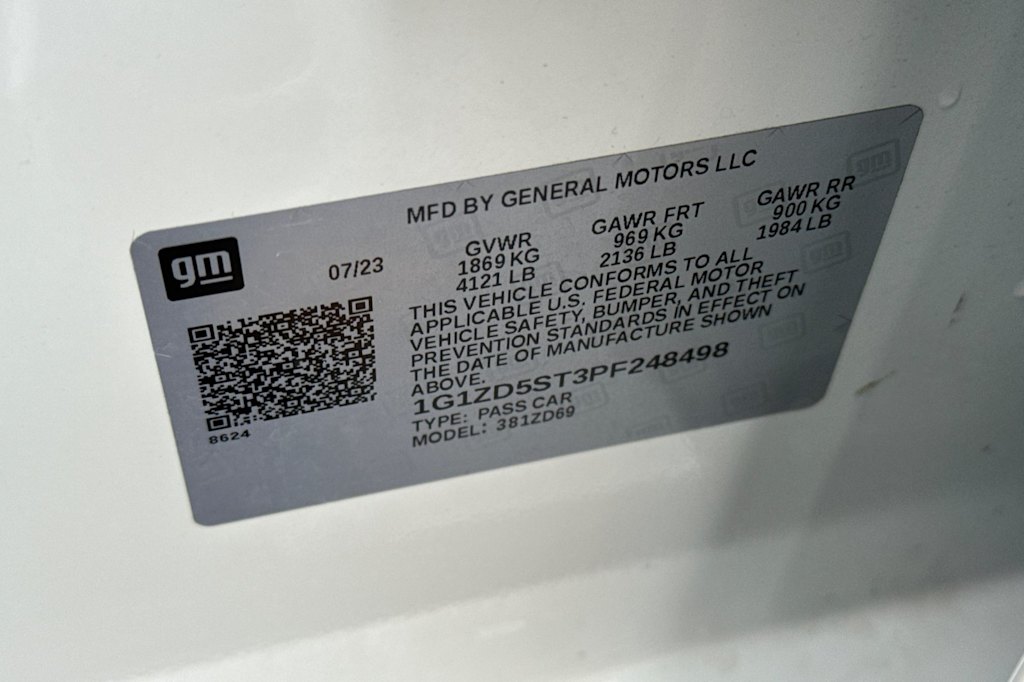 gm
07/23
8624
MFD BY GENERAL MOTORS LLC
GVWR GAWR FRT GAWR RR
1869 KG 969 KG 900 KG
4121 LB 2136 LB 1984 LB
THIS VEHICLE CONFORMS TO ALL
APPLICABLE U.S. FEDERAL MOTOR
VEHICLE SAFETY, BUMPER, AND THEFT
PREVENTION STANDARDS IN EFFECT ON
THE DATE OF MANUFACTURE SHOWN
ABOVE.
1G1ZD5ST3PF248498
TYPE: PASS CAR
MODEL: 381ZD69